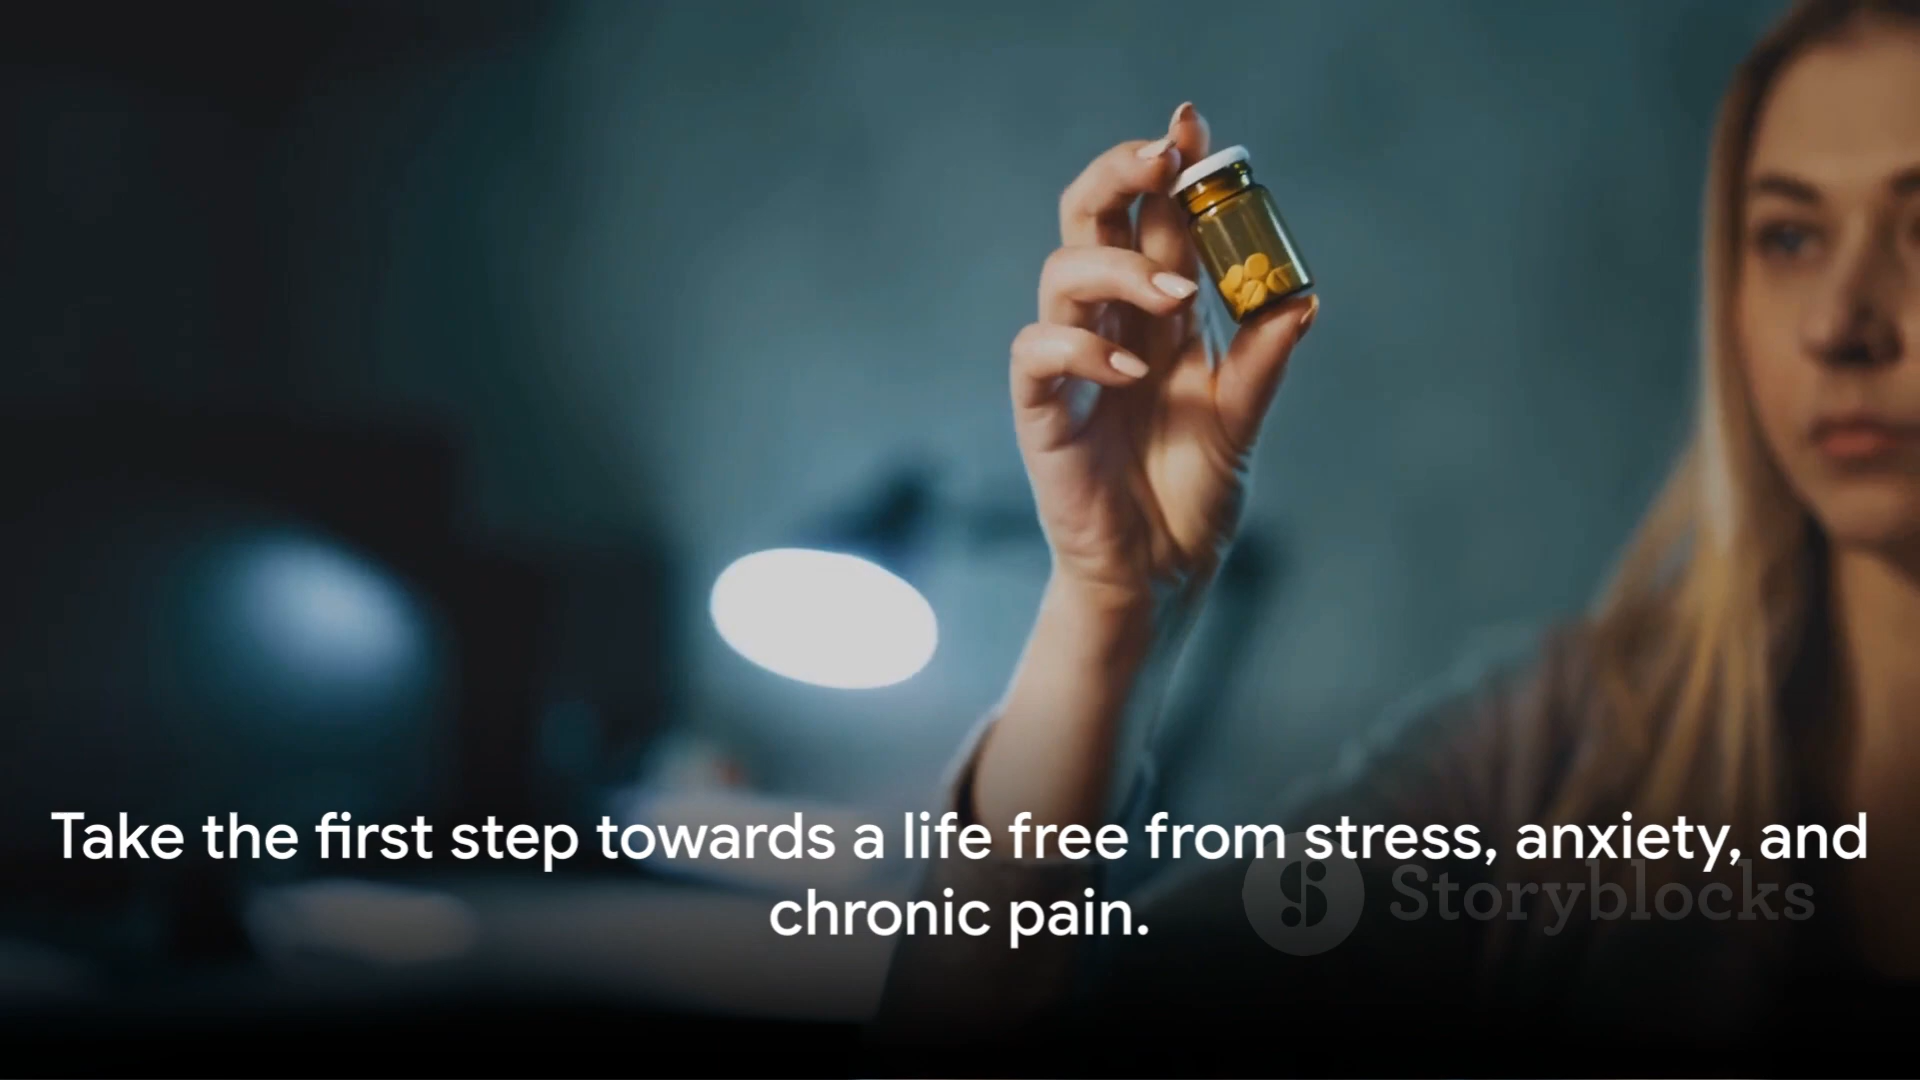 Take the first step towards a life free from stress, anxiety, and
chronic pain.
Storyblocks